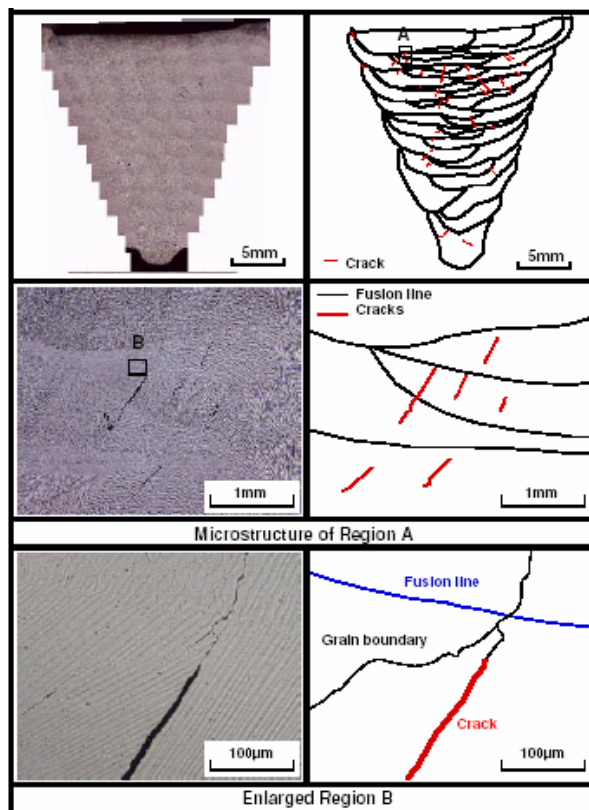 A
5mm
Crack
5mm
B
1mm
Fusion line
Cracks
1mm
Microstructure of Region A
100μm
Fusion line
Grain boundary
Crack
100μm
Enlarged Region B